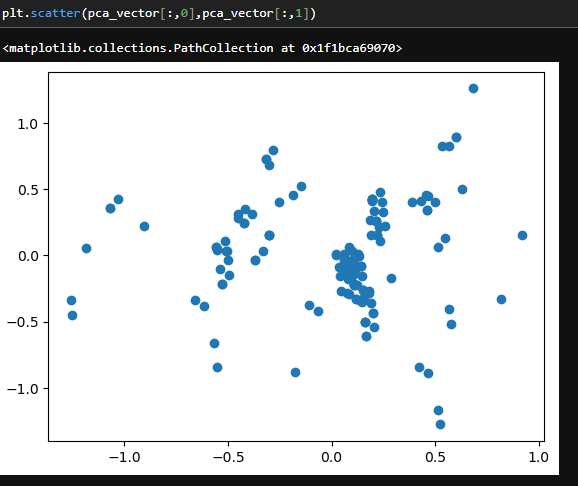 plt.scatter(pca_vector[:,0],pca_vector[:,1])
<matplotlib.collections.PathCollection at 0x1f1bca69070>
1.0
0.5
0.0
−0.5
−1.0
−1.0 −0.5 0.0 0.5 1.0